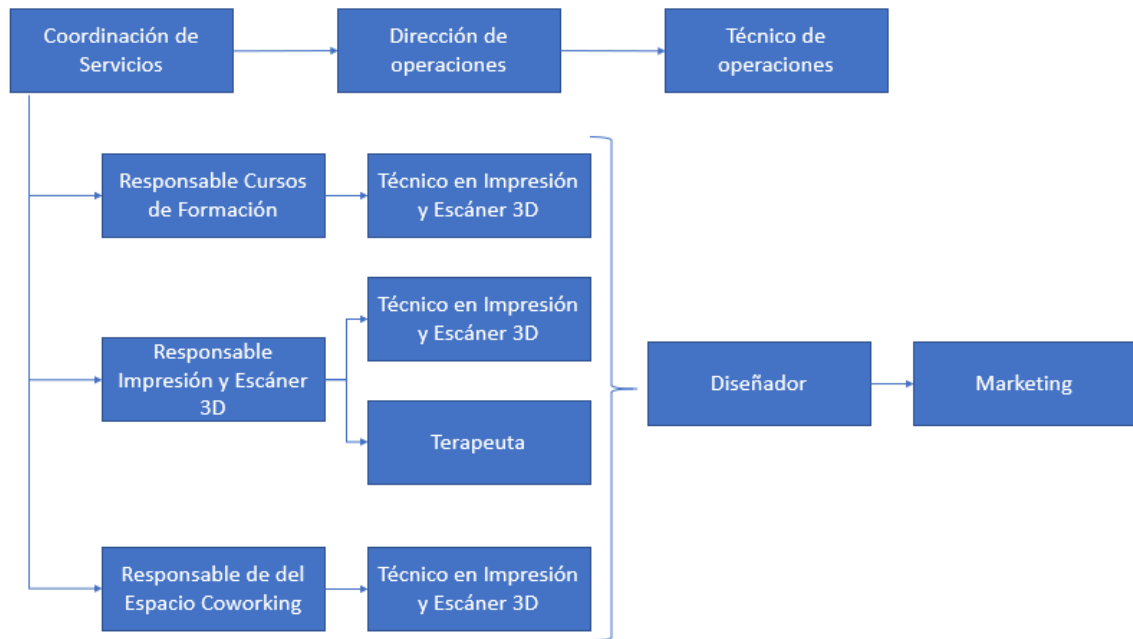 Coordinación de
Servicios
Dirección de
operaciones
Técnico de
operaciones
Responsable Cursos
de Formación
Técnico en Impresión
y Escáner 3D
Responsable
Impresión y Escáner
3D
Técnico en Impresión
y Escáner 3D
Terapeuta
Diseñador
Marketing
Responsable de del
Espacio Coworking
Técnico en Impresión
y Escáner 3D